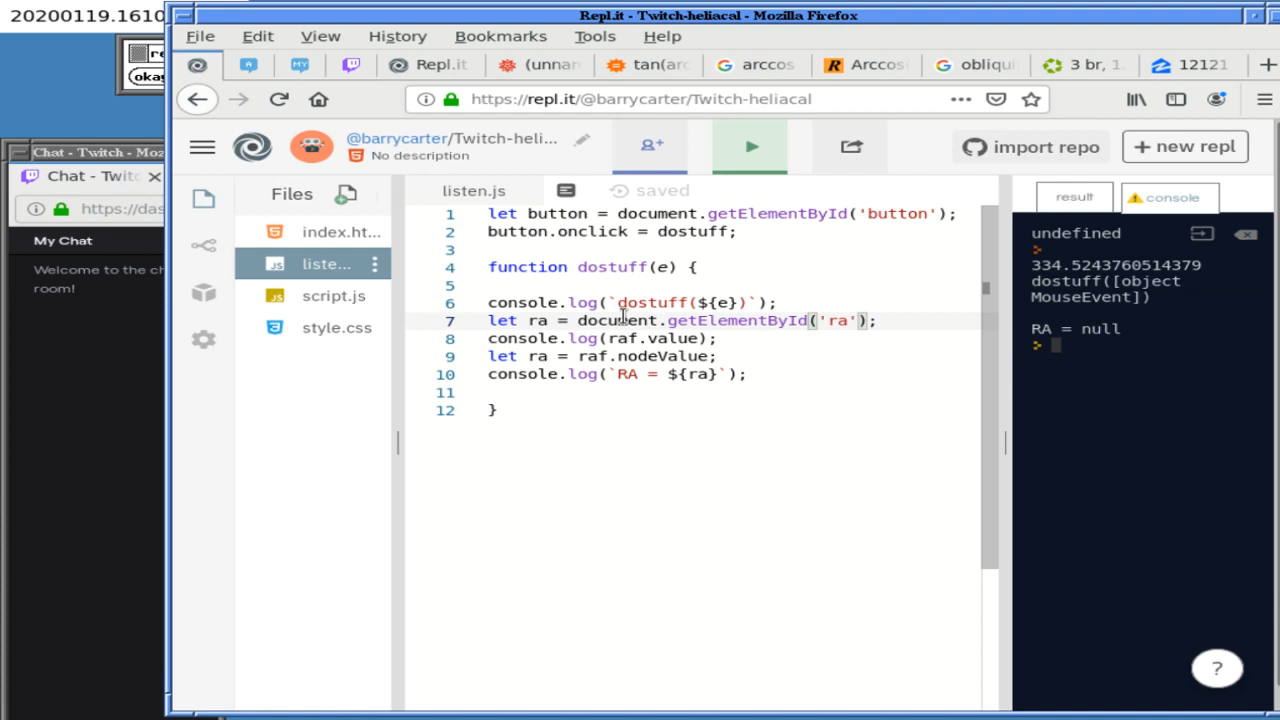 20200119.1610
Repl.it - Twitch-heliacal - Mozilla Firefox
File Edit View History Bookmarks Tools Help
Repl.it (unnar tan(arc arccos Arccos obliqui 3 br, 1. 12121
https://repl.it/@barrycarter/Twitch-heliacal
re
okay
Chat - Twitch - Moz
Chat - Twitc
https://das
My Chat
Welcome to the ch
room!
@barrycarter/Twitch-heli...
No description
import repo
+ new repl
Files
index.ht...
liste...
script.js
style.css
listen.js
saved
1 let button = document.getElementById('button');
2 button.onclick = dostuff;
3
4 function dostuff(e) {
5
6 console.log(`dostuff(${e})`);
7 let ra = document.getElementById('ra');
8 console.log(raf.value);
9 let ra = raf.nodeValue;
10 console.log(`RA = ${ra}`);
11
12 }
result
console
undefined
334.5243760514379
dostuff([object
MouseEvent])
RA = null
?